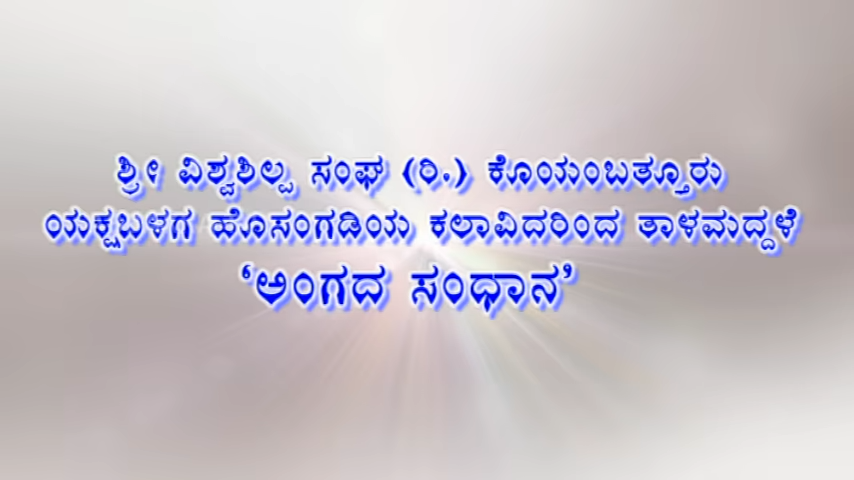 ಶ್ರೀ ವಿಶ್ವಶಿಲ್ಪ ಸಂಘ (ರಿ.) ಕೊಯಂಬತ್ತೂರು
ಯಕ್ಷಬಳಗ ಹೊಸಂಗಡಿಯ ಕಲಾವಿದರಿಂದ ತಾಳಮದ್ದಳೆ
‘ಅಂಗದ ಸಂಧಾನ’